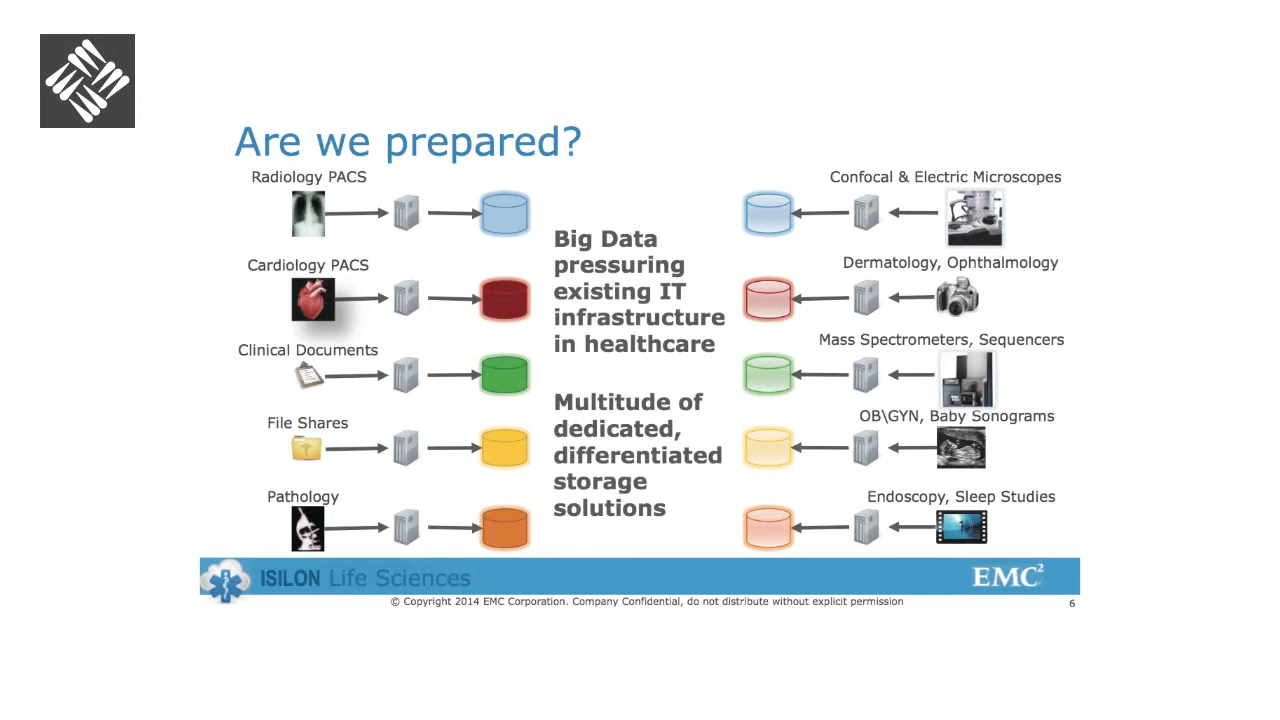 Are we prepared?
Radiology PACS
Cardiology PACS
Clinical Documents
File Shares
Pathology
Big Data
pressuring
existing IT
infrastructure
in healthcare
Multitude of
dedicated,
differentiated
storage
solutions
Confocal & Electric Microscopes
Dermatology, Ophthalmology
Mass Spectrometers, Sequencers
OB\GYN, Baby Sonograms
Endoscopy, Sleep Studies
ISILON Life Sciences
EMC²
© Copyright 2014 EMC Corporation. Company Confidential, do not distribute without explicit permission
6